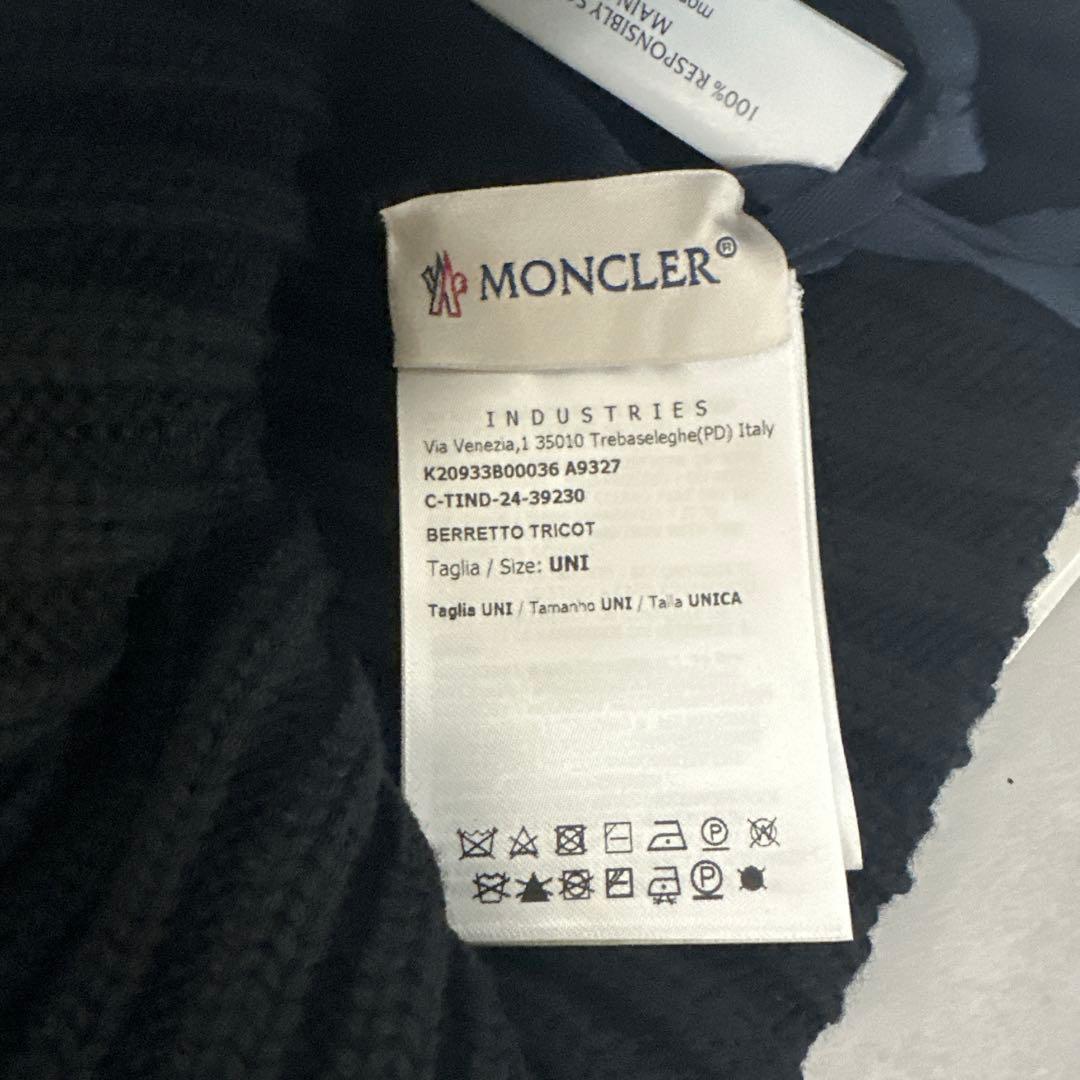 100% RESPONSIBLY
MAIN
MONCLER®
INDUSTRIES
Via Venezia,1 35010 Trebaseleghe(PD) Italy
K20933B00036 A9327
C-TIND-24-39230
BERRETTO TRICOT
Taglia / Size: UNI
Taglia UNI / Tamanho UNI / Talla UNICA
P W
P